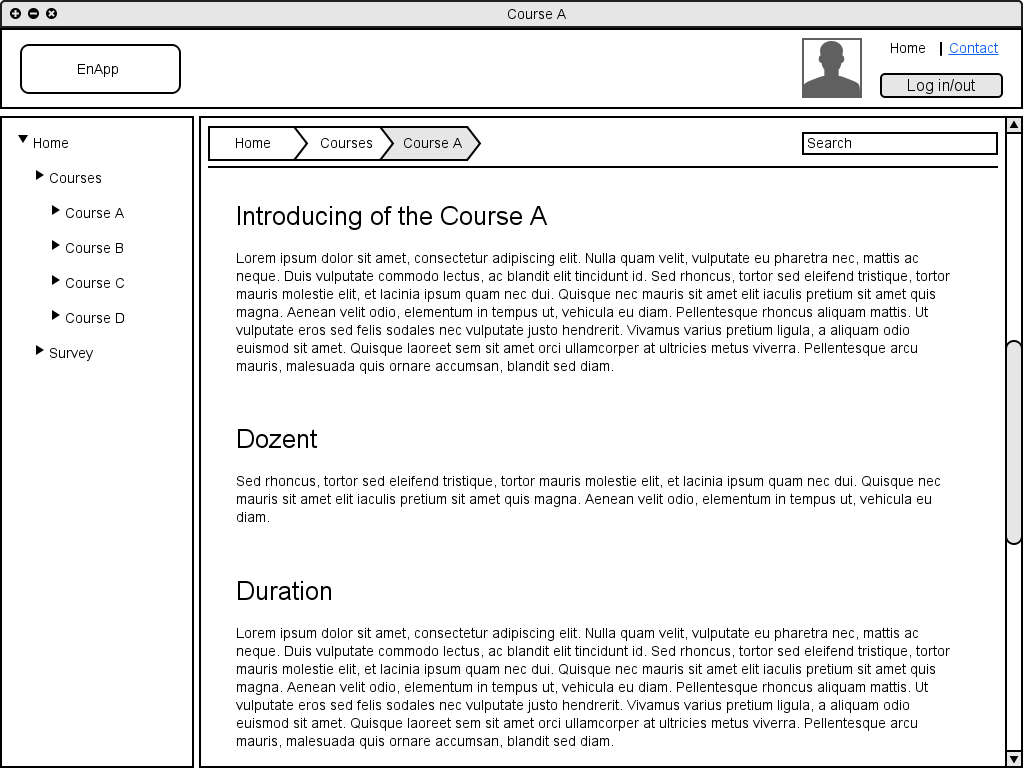 Course A
EnApp
Home
Contact
Log in/out
Home
Courses
Course A
Course B
Course C
Course D
Survey
Home
Courses
Course A
Search
Introducing of the Course A
Lorem ipsum dolor sit amet, consectetur adipiscing elit. Nulla quam velit, vulputate eu pharetra nec, mattis ac
neque. Duis vulputate commodo lectus, ac blandit elit tincidunt id. Sed rhoncus, tortor sed eleifend tristique, tortor
mauris molestie elit, et lacinia ipsum quam nec dui. Quisque nec mauris sit amet elit iaculis pretium sit amet quis
magna. Aenean velit odio, elementum in tempus ut, vehicula eu diam. Pellentesque rhoncus aliquam mattis. Ut
vulputate eros sed felis sodales nec vulputate justo hendrerit. Vivamus varius pretium ligula, a aliquam odio
euismod sit amet. Quisque laoreet sem sit amet orci ullamcorper at ultricies metus viverra. Pellentesque arcu
mauris, malesuada quis ornare accumsan, blandit sed diam.
Dozent
Sed rhoncus, tortor sed eleifend tristique, tortor mauris molestie elit, et lacinia ipsum quam nec dui. Quisque nec
mauris sit amet elit iaculis pretium sit amet quis magna. Aenean velit odio, elementum in tempus ut, vehicula eu
diam.
Duration
Lorem ipsum dolor sit amet, consectetur adipiscing elit. Nulla quam velit, vulputate eu pharetra nec, mattis ac
neque. Duis vulputate commodo lectus, ac blandit elit tincidunt id. Sed rhoncus, tortor sed eleifend tristique, tortor
mauris molestie elit, et lacinia ipsum quam nec dui. Quisque nec mauris sit amet elit iaculis pretium sit amet quis
magna. Aenean velit odio, elementum in tempus ut, vehicula eu diam. Pellentesque rhoncus aliquam mattis. Ut
vulputate eros sed felis sodales nec vulputate justo hendrerit. Vivamus varius pretium ligula, a aliquam odio
euismod sit amet. Quisque laoreet sem sit amet orci ullamcorper at ultricies metus viverra. Pellentesque arcu
mauris, malesuada quis ornare accumsan, blandit sed diam.